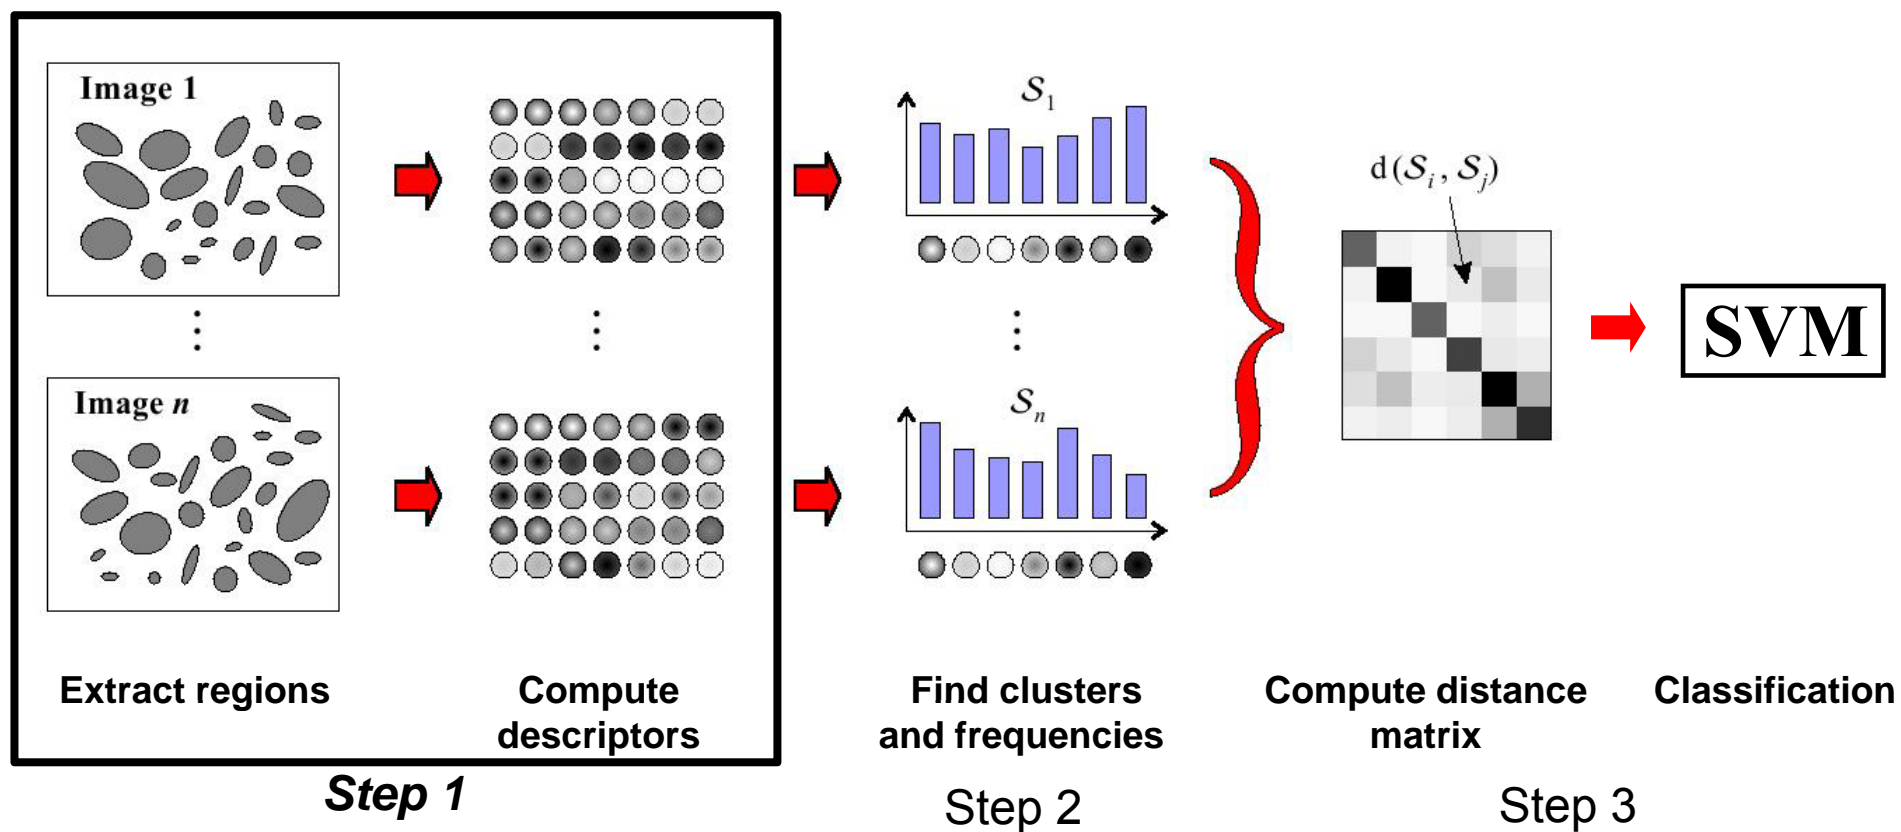 Image 1
S1
d(Si, Sj)
SVM
Image n
Sn
Extract regions
Compute
descriptors
Find clusters
and frequencies
Compute distance
matrix
Classification
Step 1
Step 2
Step 3